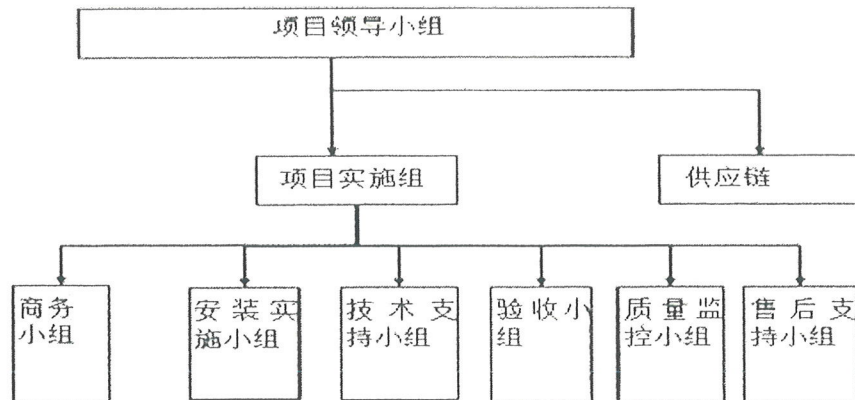 项目领导小组
项目实施组
供应链
商务
小组
安装实
施小组
技术支
持小组
验收小
组
质量监
控小组
售后支
持小组